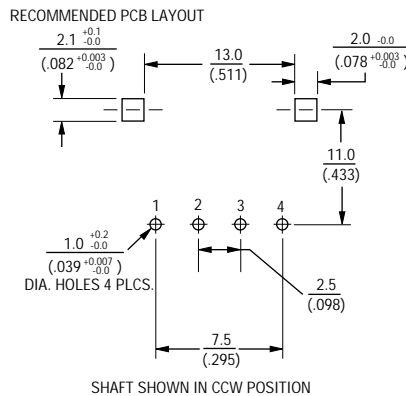 RECOMMENDED PCB LAYOUT
2.1 +0.1 -0.0
(.082 +0.003 -0.0)
13.0
(.511)
2.0 -0.0
(.078 +0.003 -0.0)
11.0
(.433)
1 2 3 4
1.0 +0.2 -0.0
(.039 +0.007 -0.0)
DIA. HOLES 4 PLCS.
2.5
(.098)
7.5
(.295)
SHAFT SHOWN IN CCW POSITION